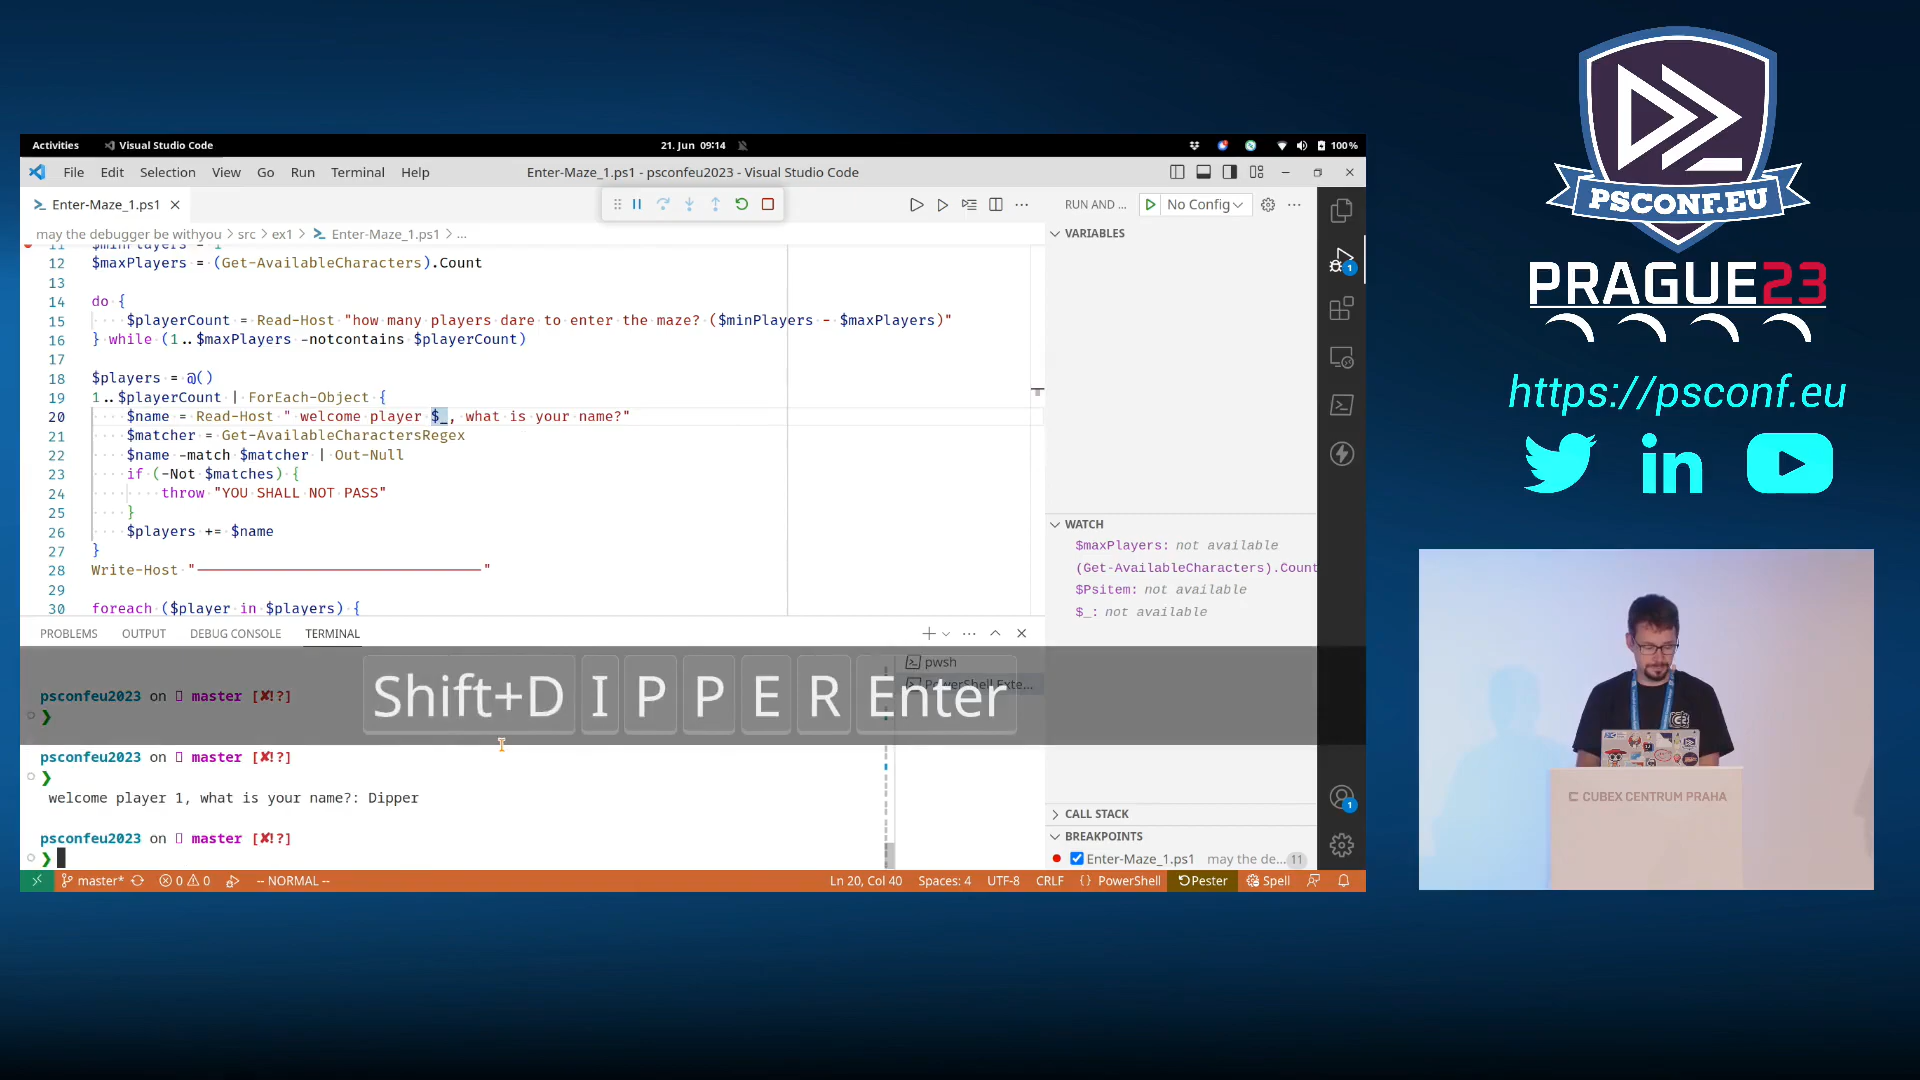 Activities Visual Studio Code 21. Jun 09:14 100%
File Edit Selection View Go Run Terminal Help Enter-Maze_1.ps1 - psconfeu2023 - Visual Studio Code
Enter-Maze_1.ps1
RUN AND ... No Config
may the debugger be withyou > src > ex1 > Enter-Maze_1.ps1 > ...
11 $minPlayers = 1
12 $maxPlayers = (Get-AvailableCharacters).Count
13
14 do {
15 $playerCount = Read-Host "how many players dare to enter the maze? ($minPlayers - $maxPlayers)"
16 } while (1..$maxPlayers -notcontains $playerCount)
17
18 $players = @()
19 1..$playerCount | ForEach-Object {
20 $name = Read-Host " welcome player $_, what is your name?"
21 $matcher = Get-AvailableCharactersRegex
22 $name -match $matcher | Out-Null
23 if (-Not $matches) {
24 throw "YOU SHALL NOT PASS"
25 }
26 $players += $name
27 }
28 Write-Host "————————————————"
29
30 foreach ($player in $players) {
VARIABLES
WATCH
$maxPlayers: not available
(Get-AvailableCharacters).Count
$Psitem: not available
$_: not available
CALL STACK
BREAKPOINTS
Enter-Maze_1.ps1 may the de... 11
PROBLEMS OUTPUT DEBUG CONSOLE TERMINAL
pwsh
PowerShell Exte...
Shift+D I P P E R Enter
psconfeu2023 on master [✘!?]
❯
psconfeu2023 on master [✘!?]
❯
welcome player 1, what is your name?: Dipper
psconfeu2023 on master [✘!?]
❯
master* 0 0 -- NORMAL -- Ln 20, Col 40 Spaces: 4 UTF-8 CRLF { } PowerShell Pester Spell
1
1
PSCONF.EU
PRAGUE23
https://psconf.eu
in
CUBEX CENTRUM PRAHA